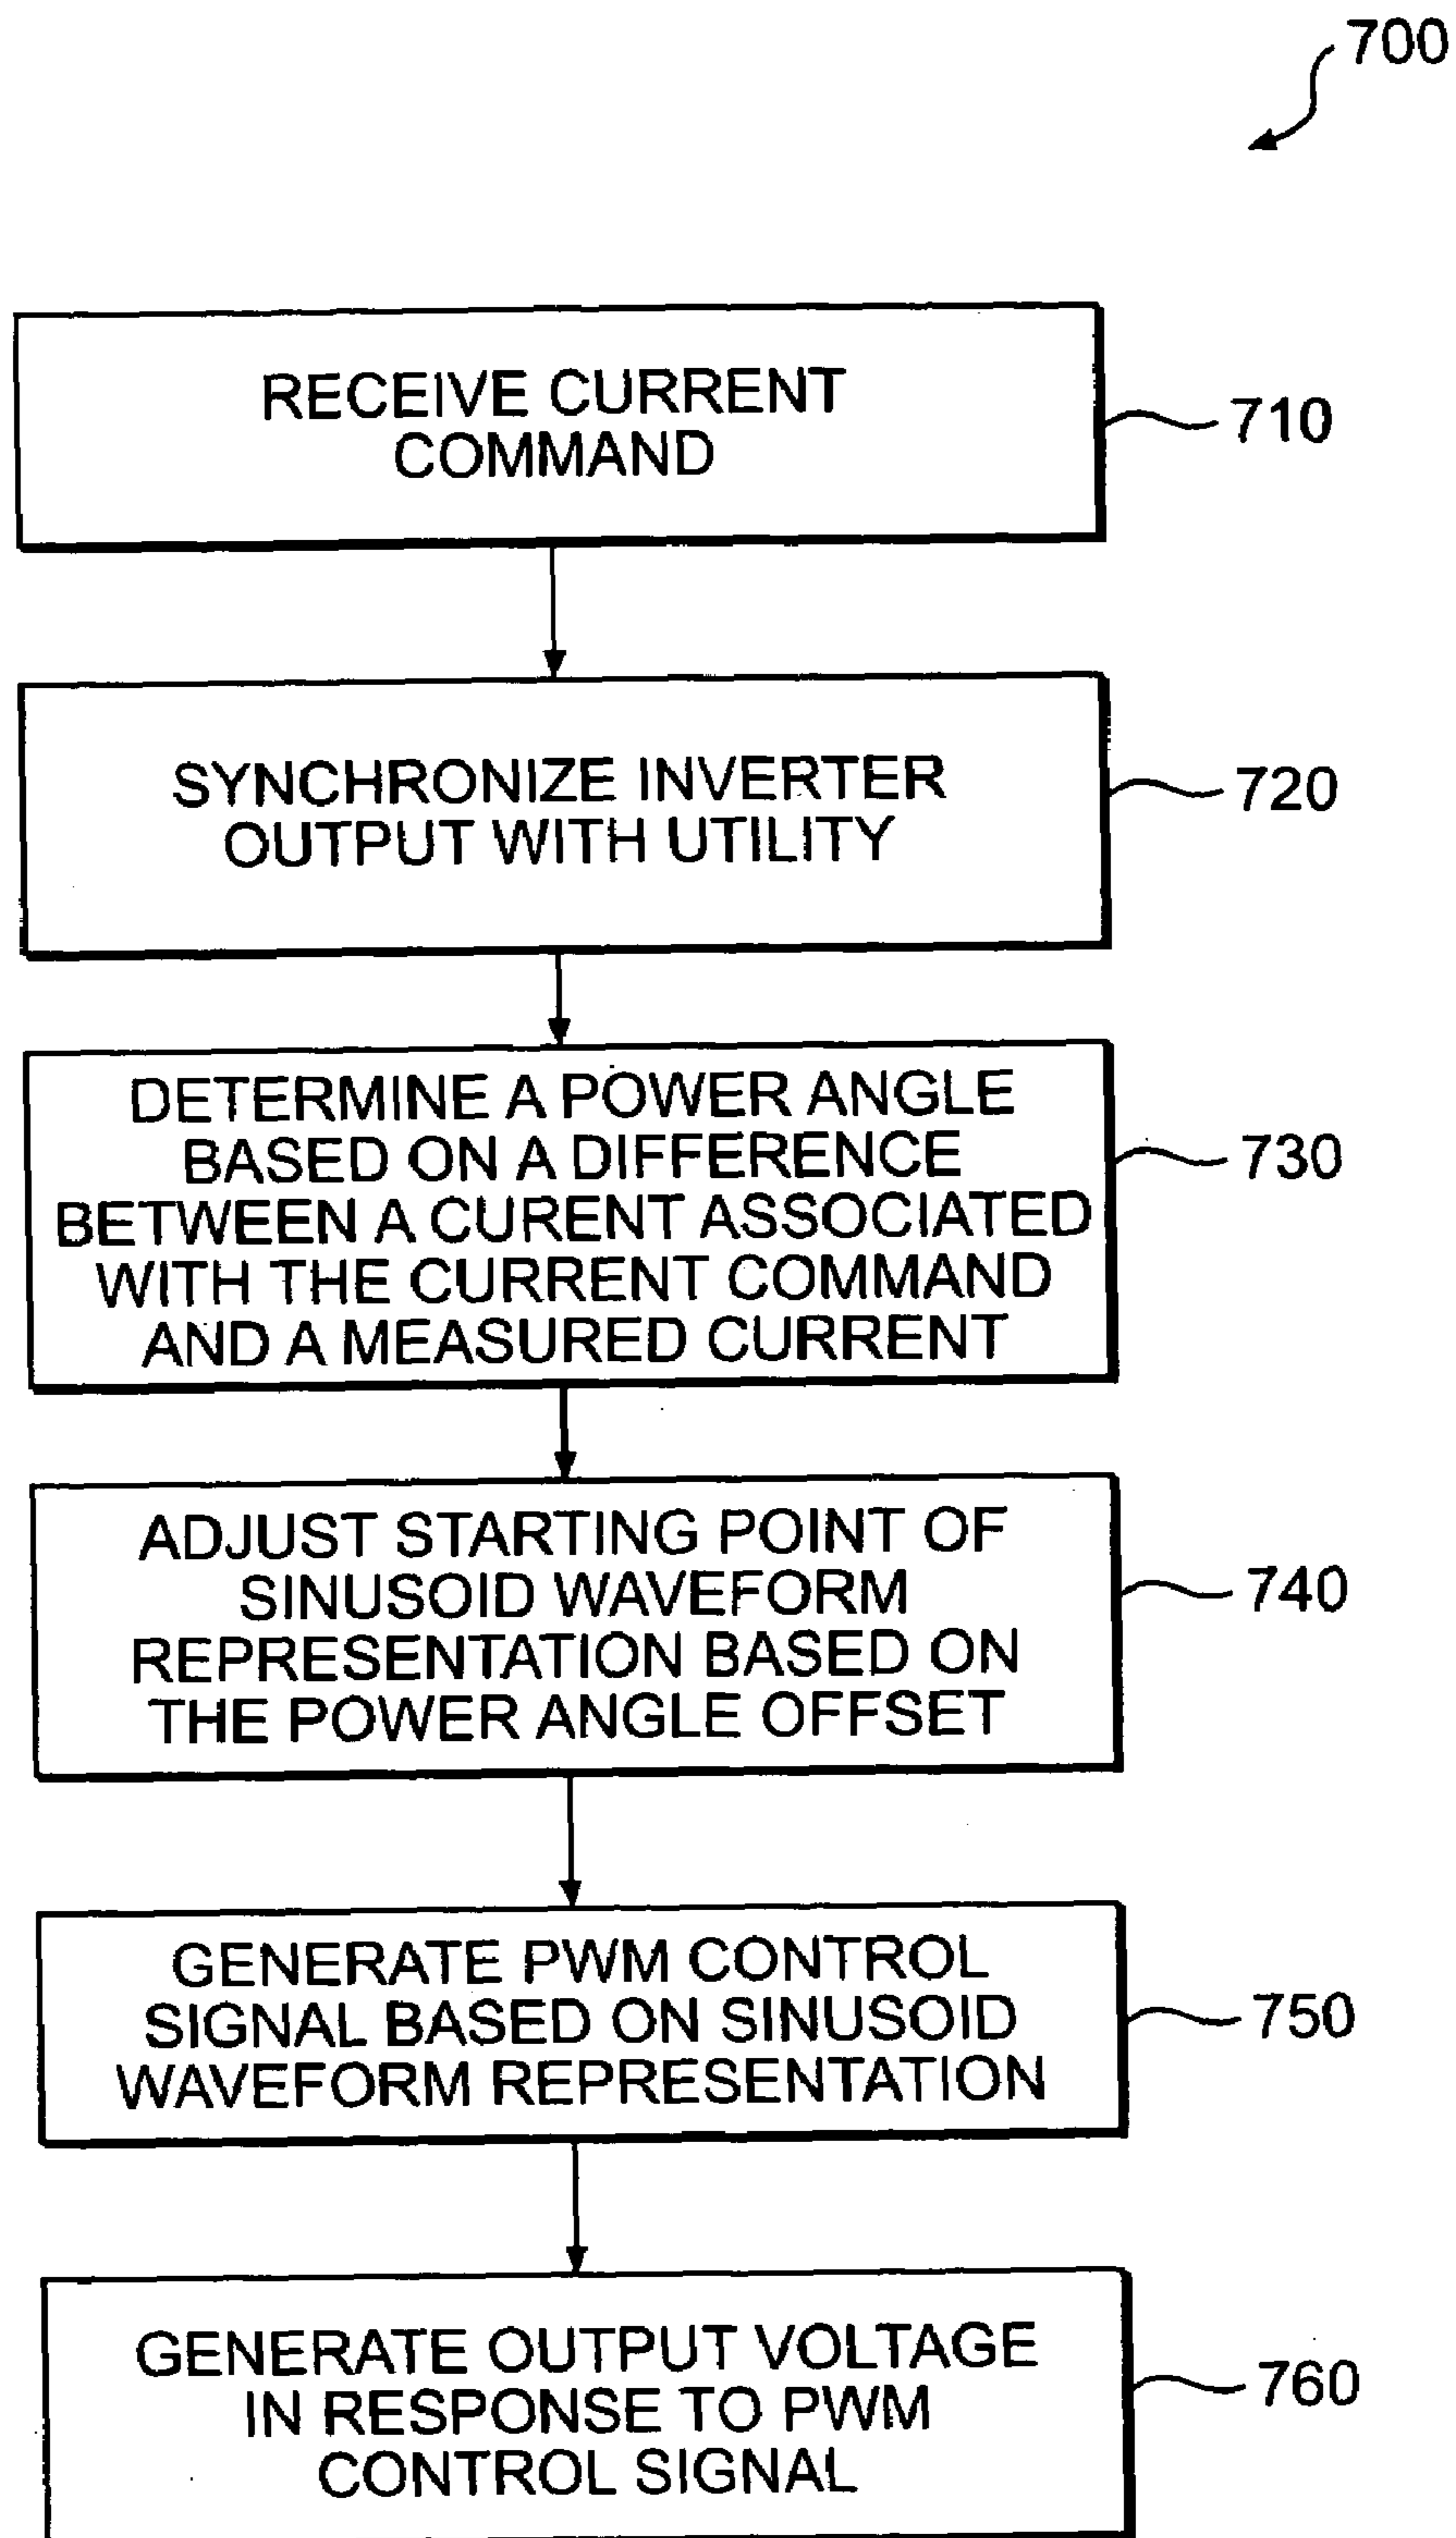 700
RECEIVE CURRENT
COMMAND
710
SYNCHRONIZE INVERTER
OUTPUT WITH UTILITY
720
DETERMINE A POWER ANGLE
BASED ON A DIFFERENCE
BETWEEN A CURENT ASSOCIATED
WITH THE CURRENT COMMAND
AND A MEASURED CURRENT
730
ADJUST STARTING POINT OF
SINUSOID WAVEFORM
REPRESENTATION BASED ON
THE POWER ANGLE OFFSET
740
GENERATE PWM CONTROL
SIGNAL BASED ON SINUSOID
WAVEFORM REPRESENTATION
750
GENERATE OUTPUT VOLTAGE
IN RESPONSE TO PWM
CONTROL SIGNAL
760